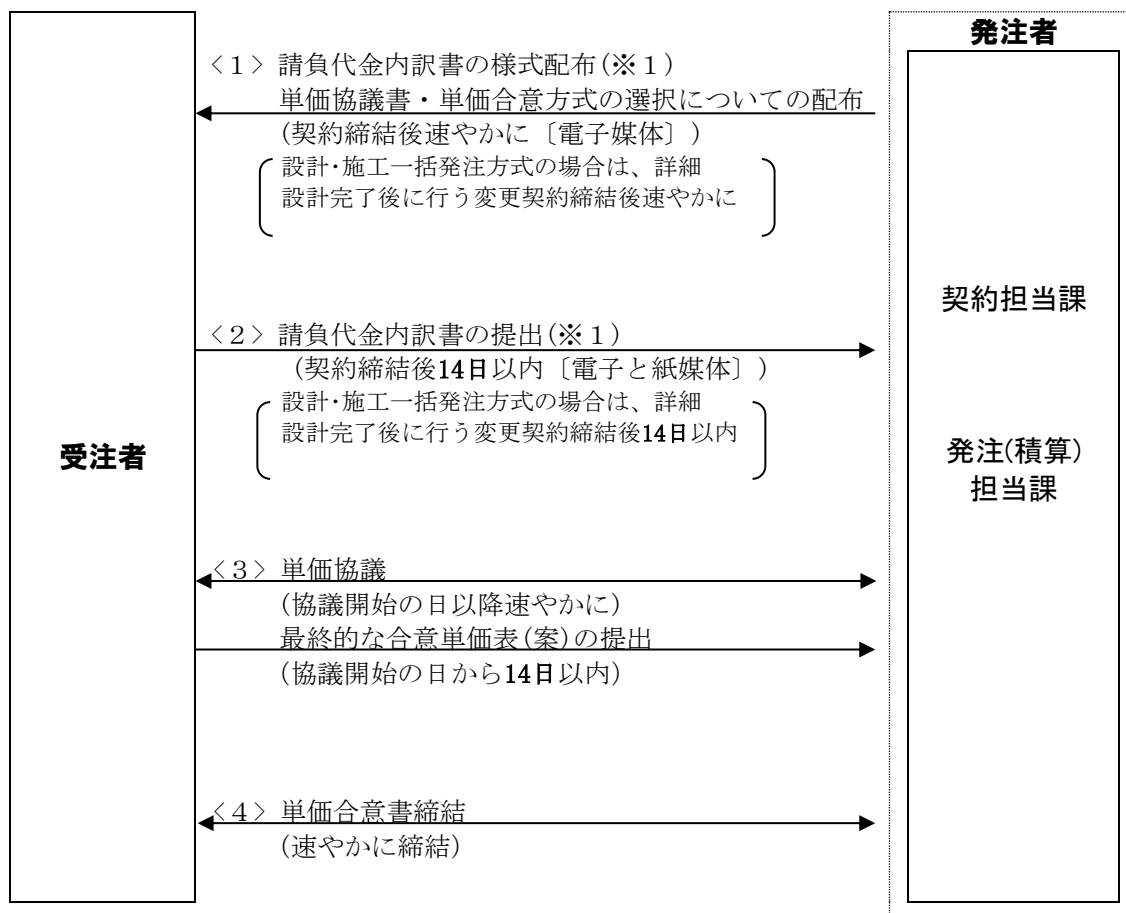 発注者
<1> 請負代金内訳書の様式配布(※1)
単価協議書・単価合意方式の選択についての配布
(契約締結後速やかに〔電子媒体〕)
設計・施工一括発注方式の場合は、詳細
設計完了後に行う変更契約締結後速やかに
契約担当課
<2> 請負代金内訳書の提出(※1)
(契約締結後14日以内〔電子と紙媒体〕)
設計・施工一括発注方式の場合は、詳細
設計完了後に行う変更契約締結後14日以内
受注者
発注(積算)
担当課
<3> 単価協議
(協議開始の日以降速やかに)
最終的な合意単価表(案)の提出
(協議開始の日から14日以内)
<4> 単価合意書締結
(速やかに締結)